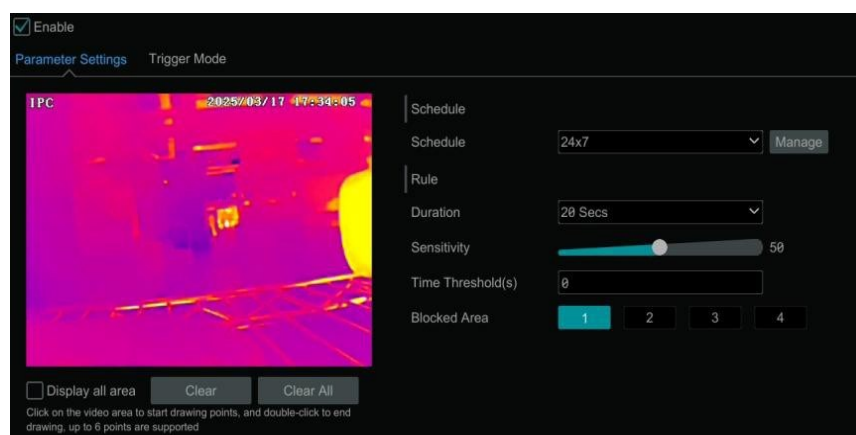 Enable
Parameter Settings Trigger Mode
IPC 2025/03/17 17:34:05
Schedule
Schedule 24x7 Manage
Rule
Duration 20 Secs
Sensitivity 50
Time Threshold(s) 0
Blocked Area 1 2 3 4
Display all area Clear Clear All
Click on the video area to start drawing points, and double-click to end
drawing, up to 6 points are supported